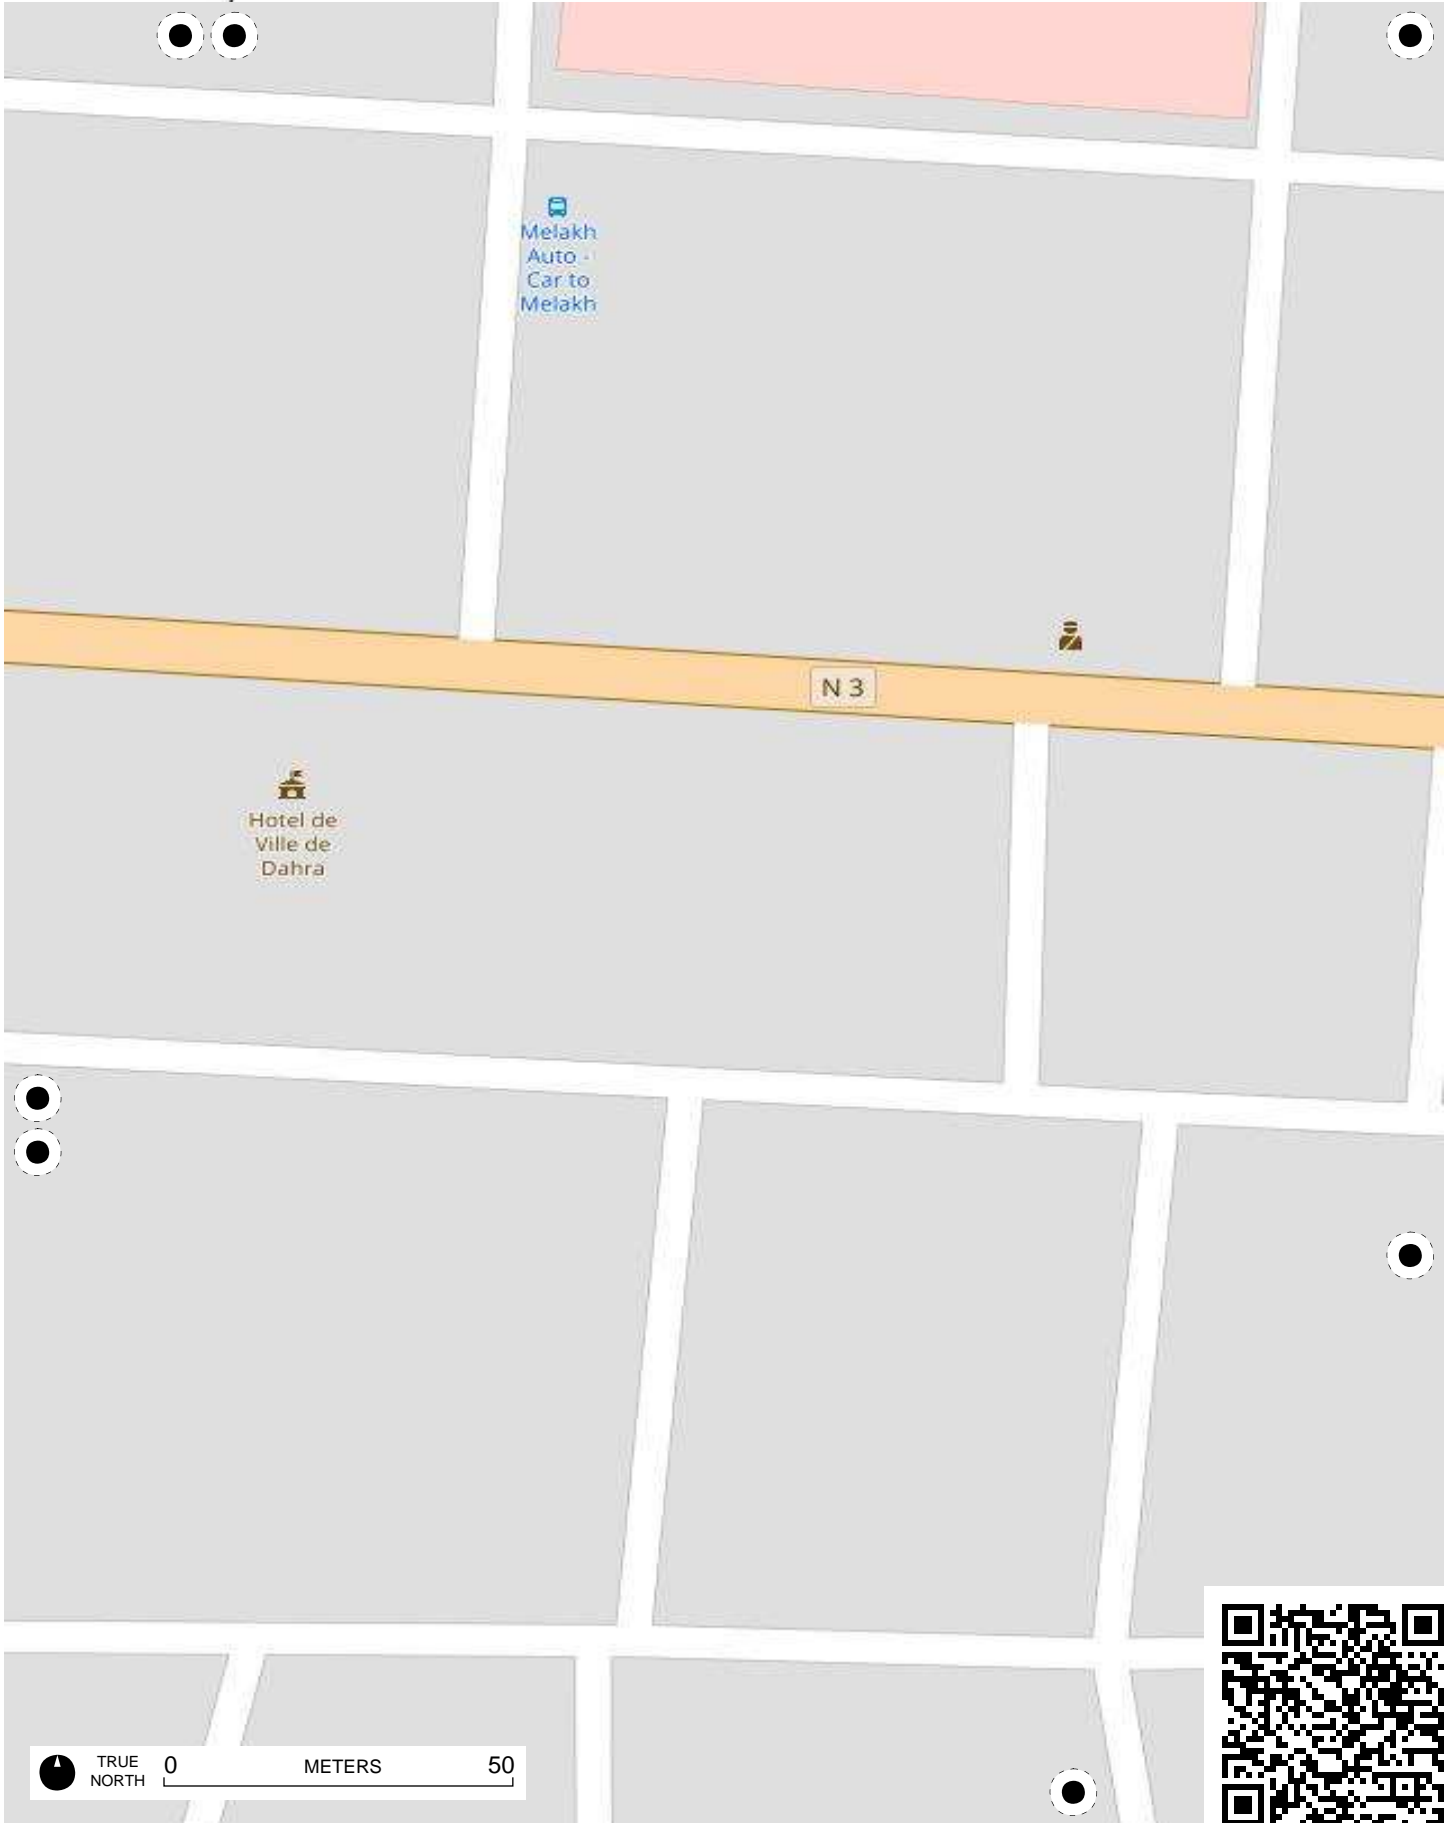 Melakh
Auto -
Car to
Melakh
N 3
Hotel de
Ville de
Dahra
TRUE
NORTH
0 METERS 50